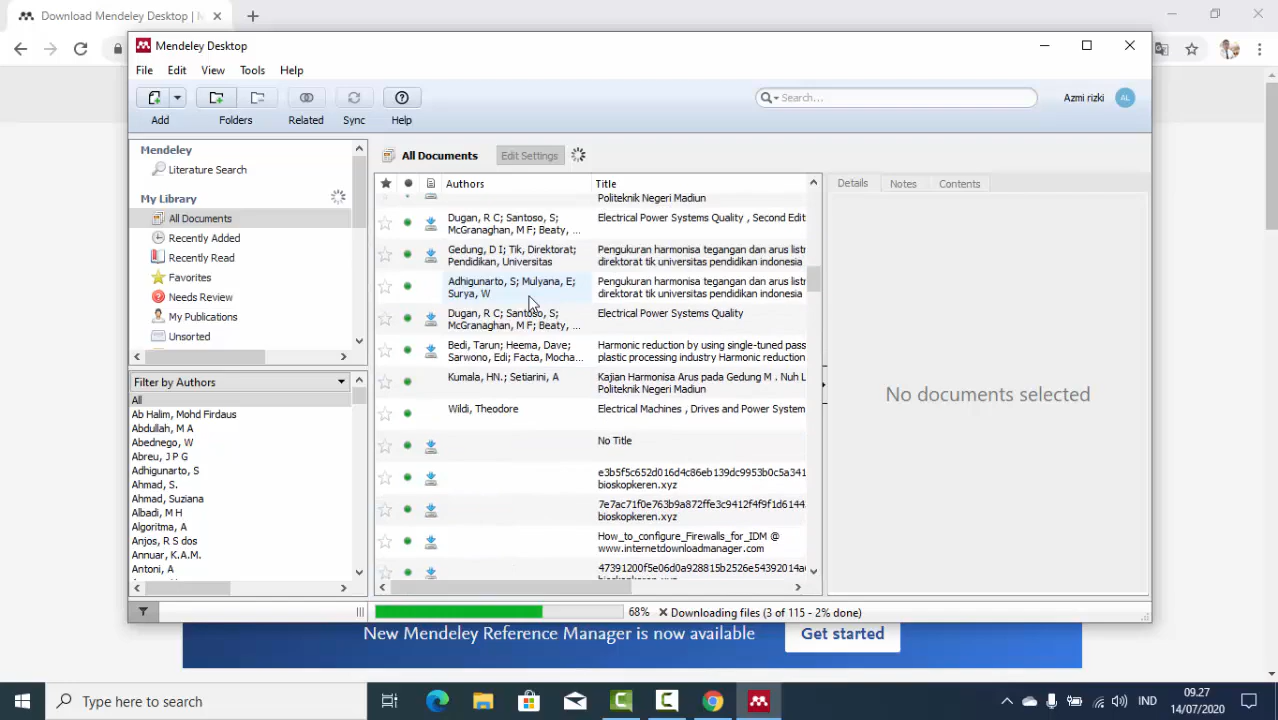 Download Mendeley Desktop |
Mendeley Desktop
File Edit View Tools Help
Search...
Azmi rizki AL
Add Folders Related Sync Help
Mendeley
Literature Search
My Library
All Documents
Recently Added
Recently Read
Favorites
Needs Review
My Publications
Unsorted
Filter by Authors
All
Ab Halim, Mohd Firdaus
Abdullah, M A
Abednego, W
Abreu, J P G
Adhigunarto, S
Ahmad, S.
Ahmad, Suziana
Albadi, M H
Algoritma, A
Anjos, R S dos
Annuar, K.A.M.
Antoni, A
All Documents Edit Settings
Authors Title
Politeknik Negeri Madiun
Dugan, R C; Santoso, S; Electrical Power Systems Quality , Second Edit
McGranaghan, M F; Beaty, ...
Gedung, D I; Tik, Direktorat; Pengukuran harmonisa tegangan dan arus listr
Pendidikan, Universitas direktorat tik universitas pendidikan indonesia
Adhigunarto, S; Mulyana, E; Pengukuran harmonisa tegangan dan arus listr
Surya, W direktorat tik universitas pendidikan indonesia
Dugan, R C; Santoso, S; Electrical Power Systems Quality
McGranaghan, M F; Beaty, ...
Bedi, Tarun; Heema, Dave; Harmonic reduction by using single-tuned pass
Sarwono, Edi; Facta, Mocha... plastic processing industry Harmonic reduction
Kumala, HN.; Setiarini, A Kajian Harmonisa Arus pada Gedung M . Nuh L
Politeknik Negeri Madiun
Wildi, Theodore Electrical Machines , Drives and Power System
No Title
e3b5f5c652d016d4c86eb139dc9953b0c5a341
bioskopkeren.xyz
7e7ac71f0e763b9a872ffe3c9412f4f9f1d6144
bioskopkeren.xyz
How_to_configure_Firewalls_for_IDM @
www.internetdownloadmanager.com
47391200f5e06d0a928815b2526e54392014a
bioskopkeren.xyz
Details Notes Contents
No documents selected
68% Downloading files (3 of 115 - 2% done)
New Mendeley Reference Manager is now available Get started
Type here to search
IND
09.27
14/07/2020